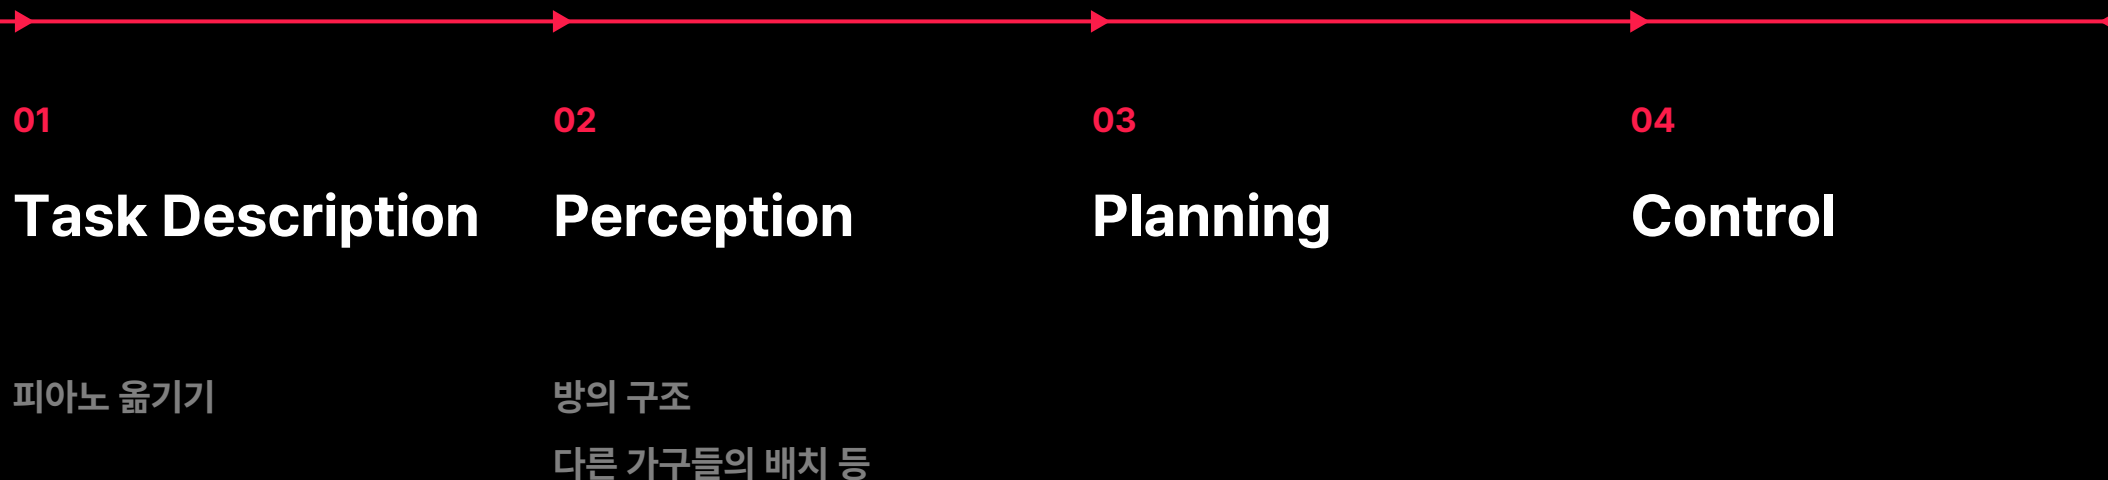 01
Task Description
피아노 옮기기
02
Perception
방의 구조
다른 가구들의 배치 등
03
Planning
04
Control